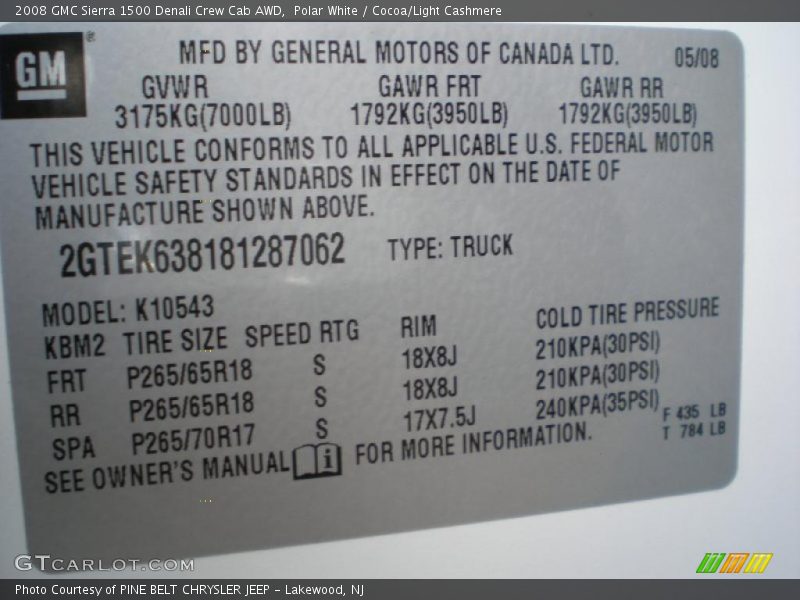 2008 GMC Sierra 1500 Denali Crew Cab AWD,  Polar White / Cocoa/Light Cashmere
GM ®
MFD BY GENERAL MOTORS OF CANADA LTD. 05/08
GVWR GAWR FRT GAWR RR
3175KG(7000LB) 1792KG(3950LB) 1792KG(3950LB)
THIS VEHICLE CONFORMS TO ALL APPLICABLE U.S. FEDERAL MOTOR
VEHICLE SAFETY STANDARDS IN EFFECT ON THE DATE OF
MANUFACTURE SHOWN ABOVE.
2GTEK638181287062 TYPE: TRUCK
MODEL: K10543
KBM2 TIRE SIZE SPEED RTG RIM COLD TIRE PRESSURE
FRT P265/65R18 S 18X8J 210KPA(30PSI)
RR P265/65R18 S 18X8J 210KPA(30PSI)
SPA P265/70R17 S 17X7.5J 240KPA(35PSI) F 435 LB
SEE OWNER'S MANUAL i FOR MORE INFORMATION. T 784 LB
GTCARLOT.COM
Photo Courtesy of PINE BELT CHRYSLER JEEP – Lakewood, NJ